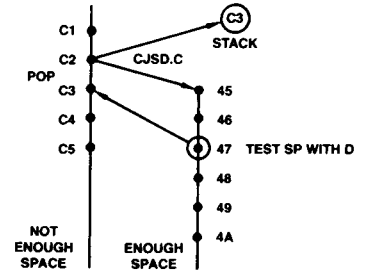 C1
C3
STACK
C2
CJSD.C
POP
C3
45
C4
46
C5
47 TEST SP WITH D
48
49
4A
NOT
ENOUGH
SPACE
ENOUGH
SPACE